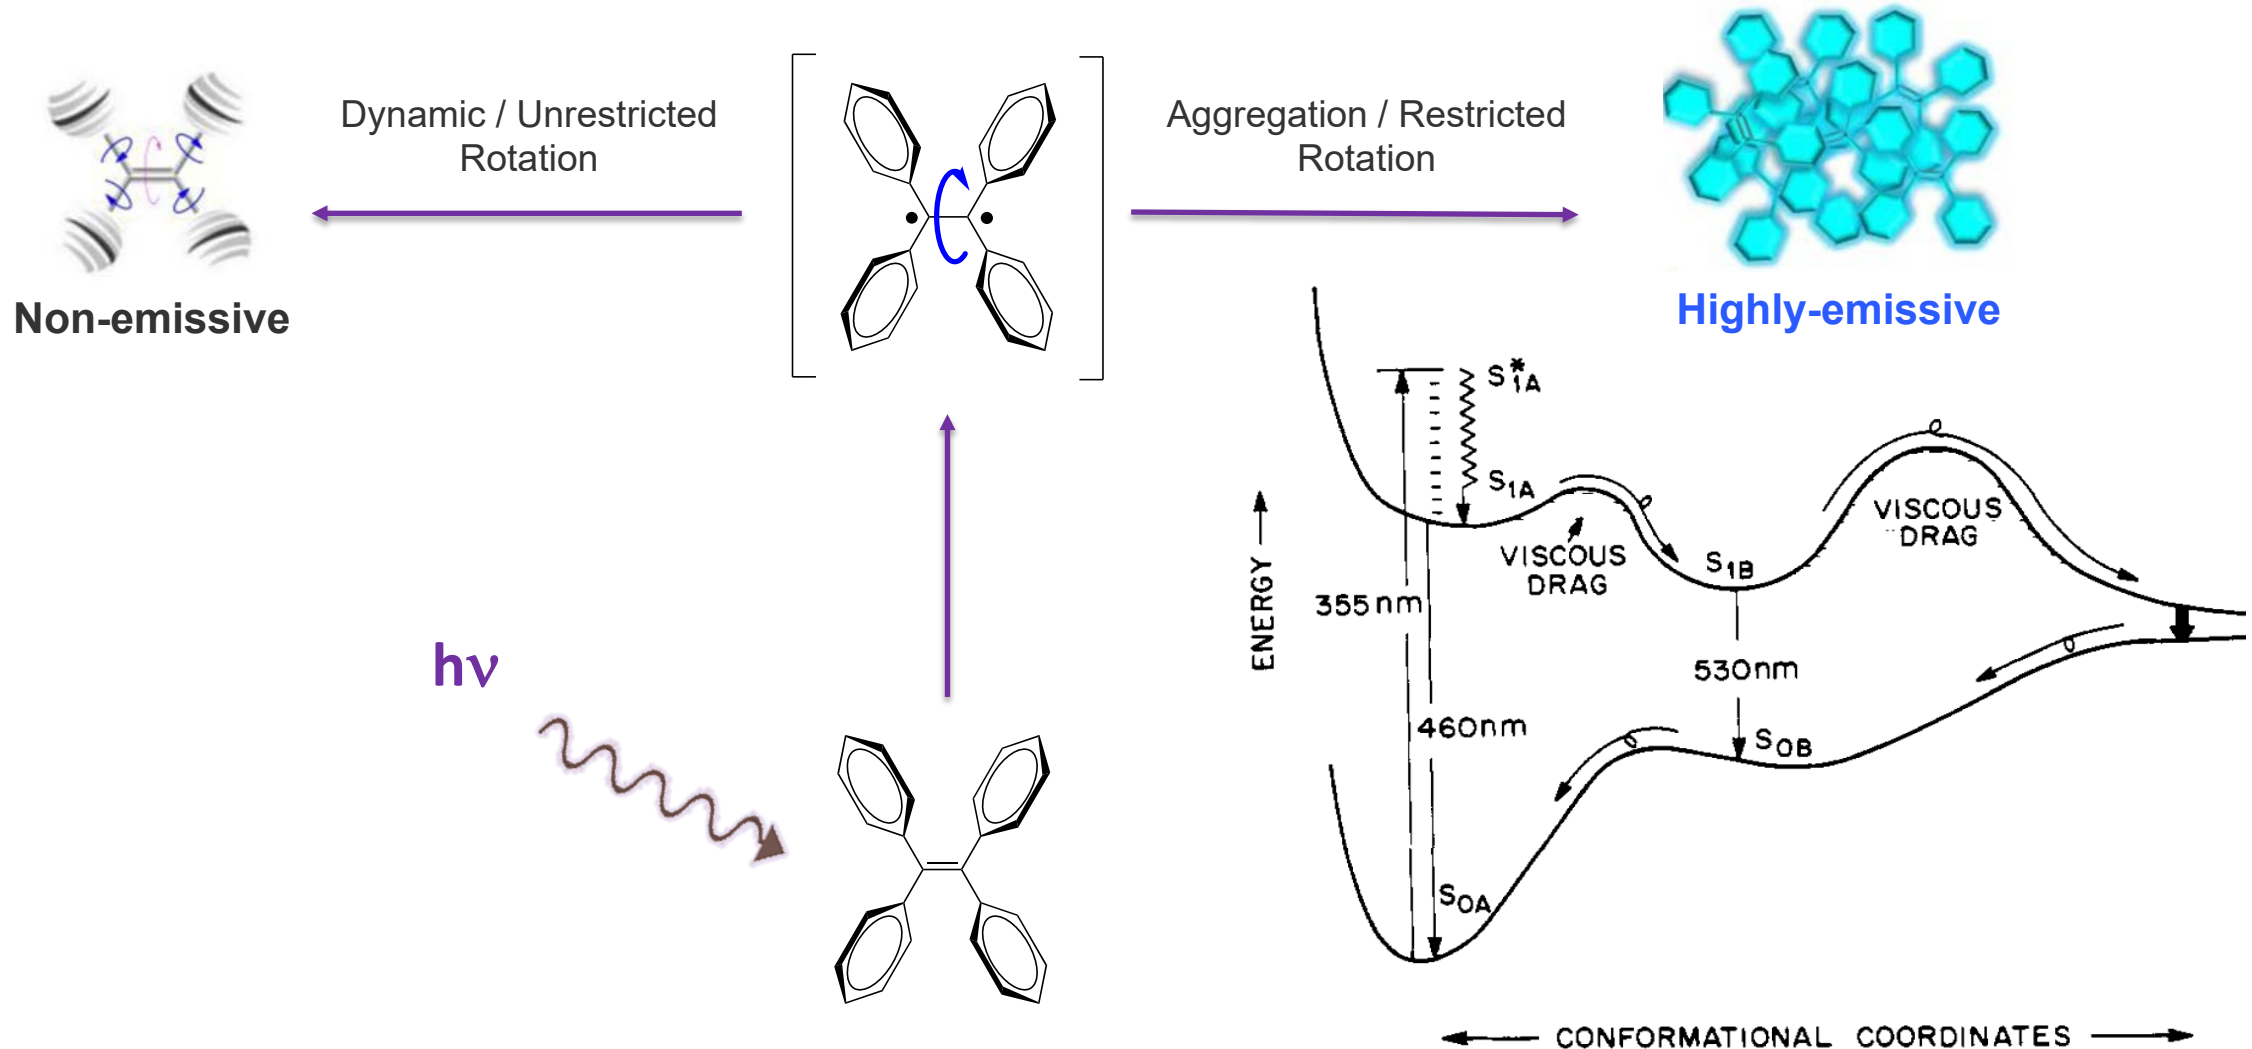 Dynamic / Unrestricted
Rotation
Aggregation / Restricted
Rotation
Non-emissive
Highly-emissive
hν
S*1A
S1A
VISCOUS
DRAG
VISCOUS
DRAG
S1B
355nm
530nm
460nm
S0B
S0A
ENERGY
CONFORMATIONAL COORDINATES